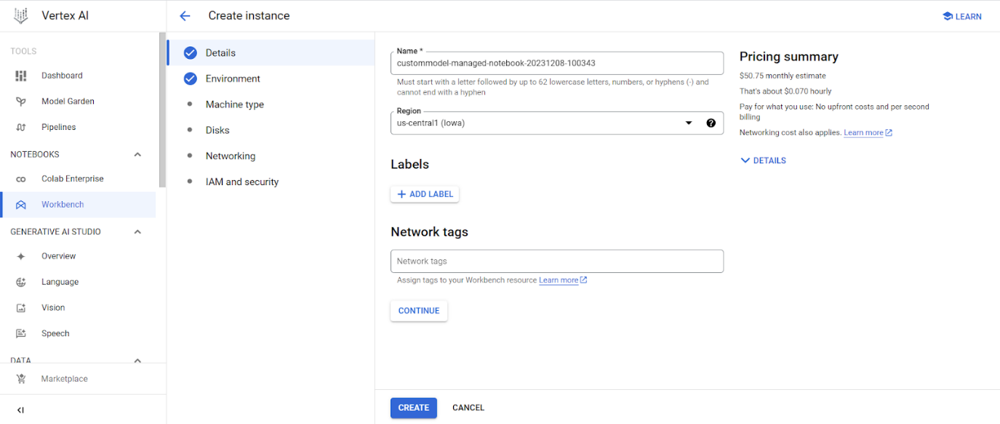 Vertex AI
Create instance
LEARN
TOOLS
Dashboard
Model Garden
Pipelines
NOTEBOOKS
Colab Enterprise
Workbench
GENERATIVE AI STUDIO
Overview
Language
Vision
Speech
DATA
Marketplace
Details
Environment
Machine type
Disks
Networking
IAM and security
Name *
custommodel-managed-notebook-20231208-100343
Must start with a letter followed by up to 62 lowercase letters, numbers, or hyphens (-) and
cannot end with a hyphen
Region
us-central1 (Iowa)
Labels
+ ADD LABEL
Network tags
Network tags
Assign tags to your Workbench resource Learn more
CONTINUE
CREATE CANCEL
Pricing summary
$50.75 monthly estimate
That's about $0.070 hourly
Pay for what you use: No upfront costs and per second
billing
Networking cost also applies. Learn more
DETAILS